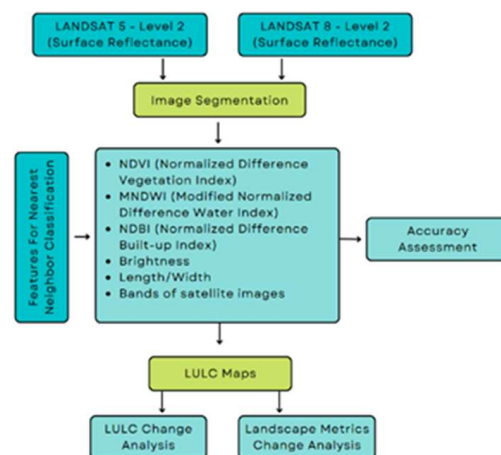 LANDSAT 5 - Level 2
(Surface Reflectance)
LANDSAT 8 - Level 2
(Surface Reflectance)
Image Segmentation
Features For Nearest
Neighbor Classification
• NDVI (Normalized Difference
Vegetation Index)
• MNDWI (Modified Normalized
Difference Water Index)
• NDBI (Normalized Difference
Built-up Index)
• Brightness
• Length/Width
• Bands of satellite images
Accuracy
Assessment
LULC Maps
LULC Change
Analysis
Landscape Metrics
Change Analysis